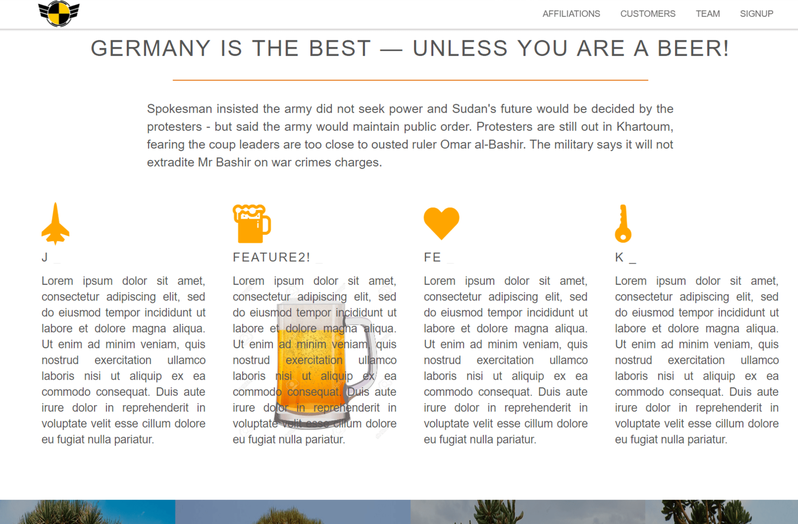 AFFILIATIONS CUSTOMERS TEAM SIGNUP
GERMANY IS THE BEST — UNLESS YOU ARE A BEER!
Spokesman insisted the army did not seek power and Sudan's future would be decided by the
protesters - but said the army would maintain public order. Protesters are still out in Khartoum,
fearing the coup leaders are too close to ousted ruler Omar al-Bashir. The military says it will not
extradite Mr Bashir on war crimes charges.
J _
Lorem ipsum dolor sit amet,
consectetur adipiscing elit, sed
do eiusmod tempor incididunt ut
labore et dolore magna aliqua.
Ut enim ad minim veniam, quis
nostrud exercitation ullamco
laboris nisi ut aliquip ex ea
commodo consequat. Duis aute
irure dolor in reprehenderit in
voluptate velit esse cillum dolore
eu fugiat nulla pariatur.
FEATURE2!
Lorem ipsum dolor sit amet,
consectetur adipiscing elit, sed
do eiusmod tempor incididunt ut
labore et dolore magna aliqua.
Ut enim ad minim veniam, quis
nostrud exercitation ullamco
laboris nisi ut aliquip ex ea
commodo consequat. Duis aute
irure dolor in reprehenderit in
voluptate velit esse cillum dolore
eu fugiat nulla pariatur.
FE _
Lorem ipsum dolor sit amet,
consectetur adipiscing elit, sed
do eiusmod tempor incididunt ut
labore et dolore magna aliqua.
Ut enim ad minim veniam, quis
nostrud exercitation ullamco
laboris nisi ut aliquip ex ea
commodo consequat. Duis aute
irure dolor in reprehenderit in
voluptate velit esse cillum dolore
eu fugiat nulla pariatur.
K _
Lorem ipsum dolor sit amet,
consectetur adipiscing elit, sed
do eiusmod tempor incididunt ut
labore et dolore magna aliqua.
Ut enim ad minim veniam, quis
nostrud exercitation ullamco
laboris nisi ut aliquip ex ea
commodo consequat. Duis aute
irure dolor in reprehenderit in
voluptate velit esse cillum dolore
eu fugiat nulla pariatur.